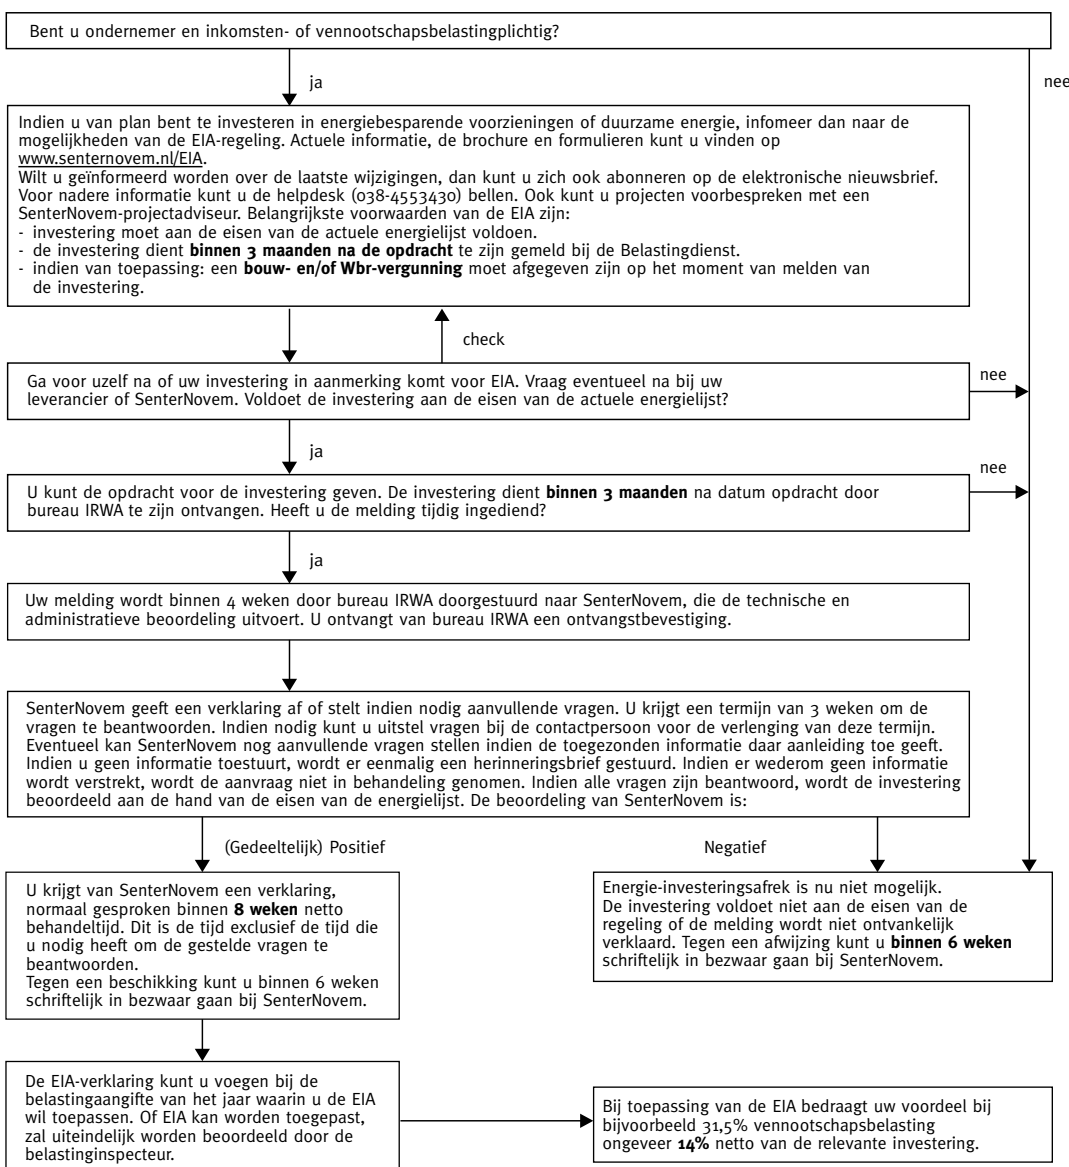 Bent u ondernemer en inkomsten- of vennootschapsbelastingplichtig?
ja
nee
Indien u van plan bent te investeren in energiebesparende voorzieningen of duurzame energie, infomeer dan naar de
mogelijkheden van de EIA-regeling. Actuele informatie, de brochure en formulieren kunt u vinden op
www.senternovem.nl/EIA.
Wilt u geïnformeerd worden over de laatste wijzigingen, dan kunt u zich ook abonneren op de elektronische nieuwsbrief.
Voor nadere informatie kunt u de helpdesk (038-4553430) bellen. Ook kunt u projecten voorbespreken met een
SenterNovem-projectadviseur. Belangrijkste voorwaarden van de EIA zijn:
- investering moet aan de eisen van de actuele energielijst voldoen.
- de investering dient binnen 3 maanden na de opdracht te zijn gemeld bij de Belastingdienst.
- indien van toepassing: een bouw- en/of Wbr-vergunning moet afgegeven zijn op het moment van melden van
de investering.
check
Ga voor uzelf na of uw investering in aanmerking komt voor EIA. Vraag eventueel na bij uw
leverancier of SenterNovem. Voldoet de investering aan de eisen van de actuele energielijst?
nee
ja
U kunt de opdracht voor de investering geven. De investering dient binnen 3 maanden na datum opdracht door
bureau IRWA te zijn ontvangen. Heeft u de melding tijdig ingediend?
nee
ja
Uw melding wordt binnen 4 weken door bureau IRWA doorgestuurd naar SenterNovem, die de technische en
administratieve beoordeling uitvoert. U ontvangt van bureau IRWA een ontvangstbevestiging.
SenterNovem geeft een verklaring af of stelt indien nodig aanvullende vragen. U krijgt een termijn van 3 weken om de
vragen te beantwoorden. Indien nodig kunt u uitstel vragen bij de contactpersoon voor de verlenging van deze termijn.
Eventueel kan SenterNovem nog aanvullende vragen stellen indien de toegezonden informatie daar aanleiding toe geeft.
Indien u geen informatie toestuurt, wordt er eenmalig een herinneringsbrief gestuurd. Indien er wederom geen informatie
wordt verstrekt, wordt de aanvraag niet in behandeling genomen. Indien alle vragen zijn beantwoord, wordt de investering
beoordeeld aan de hand van de eisen van de energielijst. De beoordeling van SenterNovem is:
(Gedeeltelijk) Positief
Negatief
U krijgt van SenterNovem een verklaring,
normaal gesproken binnen 8 weken netto
behandeltijd. Dit is de tijd exclusief de tijd die
u nodig heeft om de gestelde vragen te
beantwoorden.
Tegen een beschikking kunt u binnen 6 weken
schriftelijk in bezwaar gaan bij SenterNovem.
Energie-investeringsafrek is nu niet mogelijk.
De investering voldoet niet aan de eisen van de
regeling of de melding wordt niet ontvankelijk
verklaard. Tegen een afwijzing kunt u binnen 6 weken
schriftelijk in bezwaar gaan bij SenterNovem.
De EIA-verklaring kunt u voegen bij de
belastingaangifte van het jaar waarin u de EIA
wil toepassen. Of EIA kan worden toegepast,
zal uiteindelijk worden beoordeeld door de
belastinginspecteur.
Bij toepassing van de EIA bedraagt uw voordeel bij
bijvoorbeeld 31,5% vennootschapsbelasting
ongeveer 14% netto van de relevante investering.